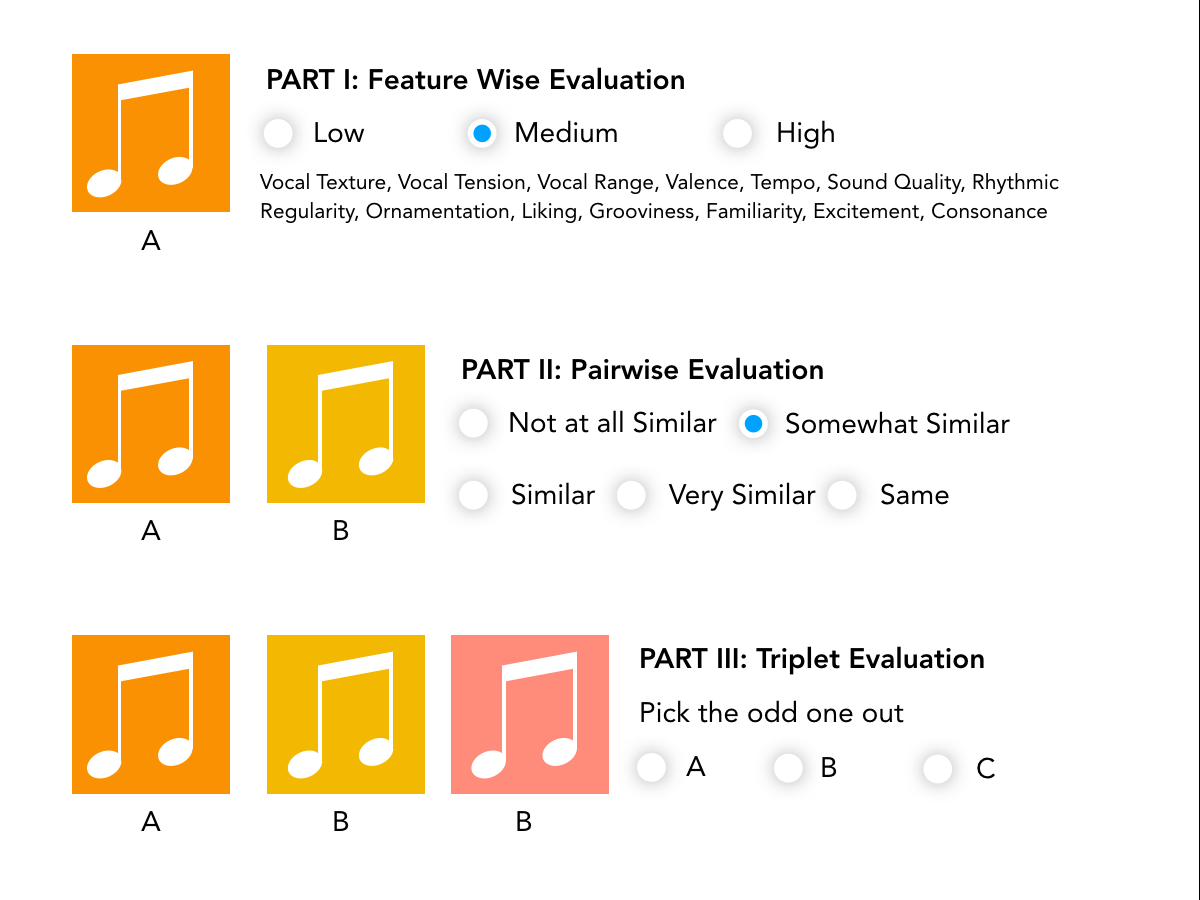 PART I: Feature Wise Evaluation
Low Medium High
Vocal Texture, Vocal Tension, Vocal Range, Valence, Tempo, Sound Quality, Rhythmic
Regularity, Ornamentation, Liking, Grooviness, Familiarity, Excitement, Consonance
A
PART II: Pairwise Evaluation
Not at all Similar Somewhat Similar
Similar Very Similar Same
A B
PART III: Triplet Evaluation
Pick the odd one out
A B C
A B B